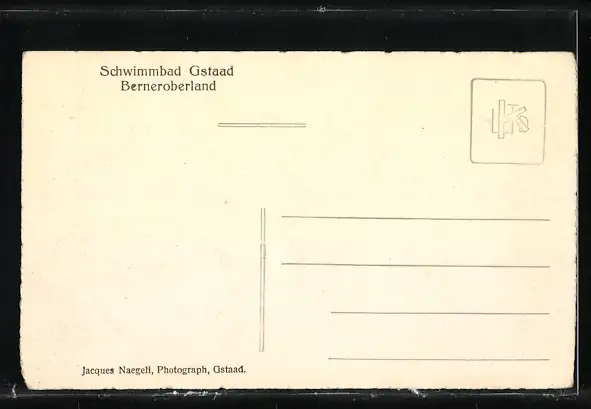 Schwimmbad Gstaad
Berneroberland
Jacques Naegeli, Photograph, Gstaad.